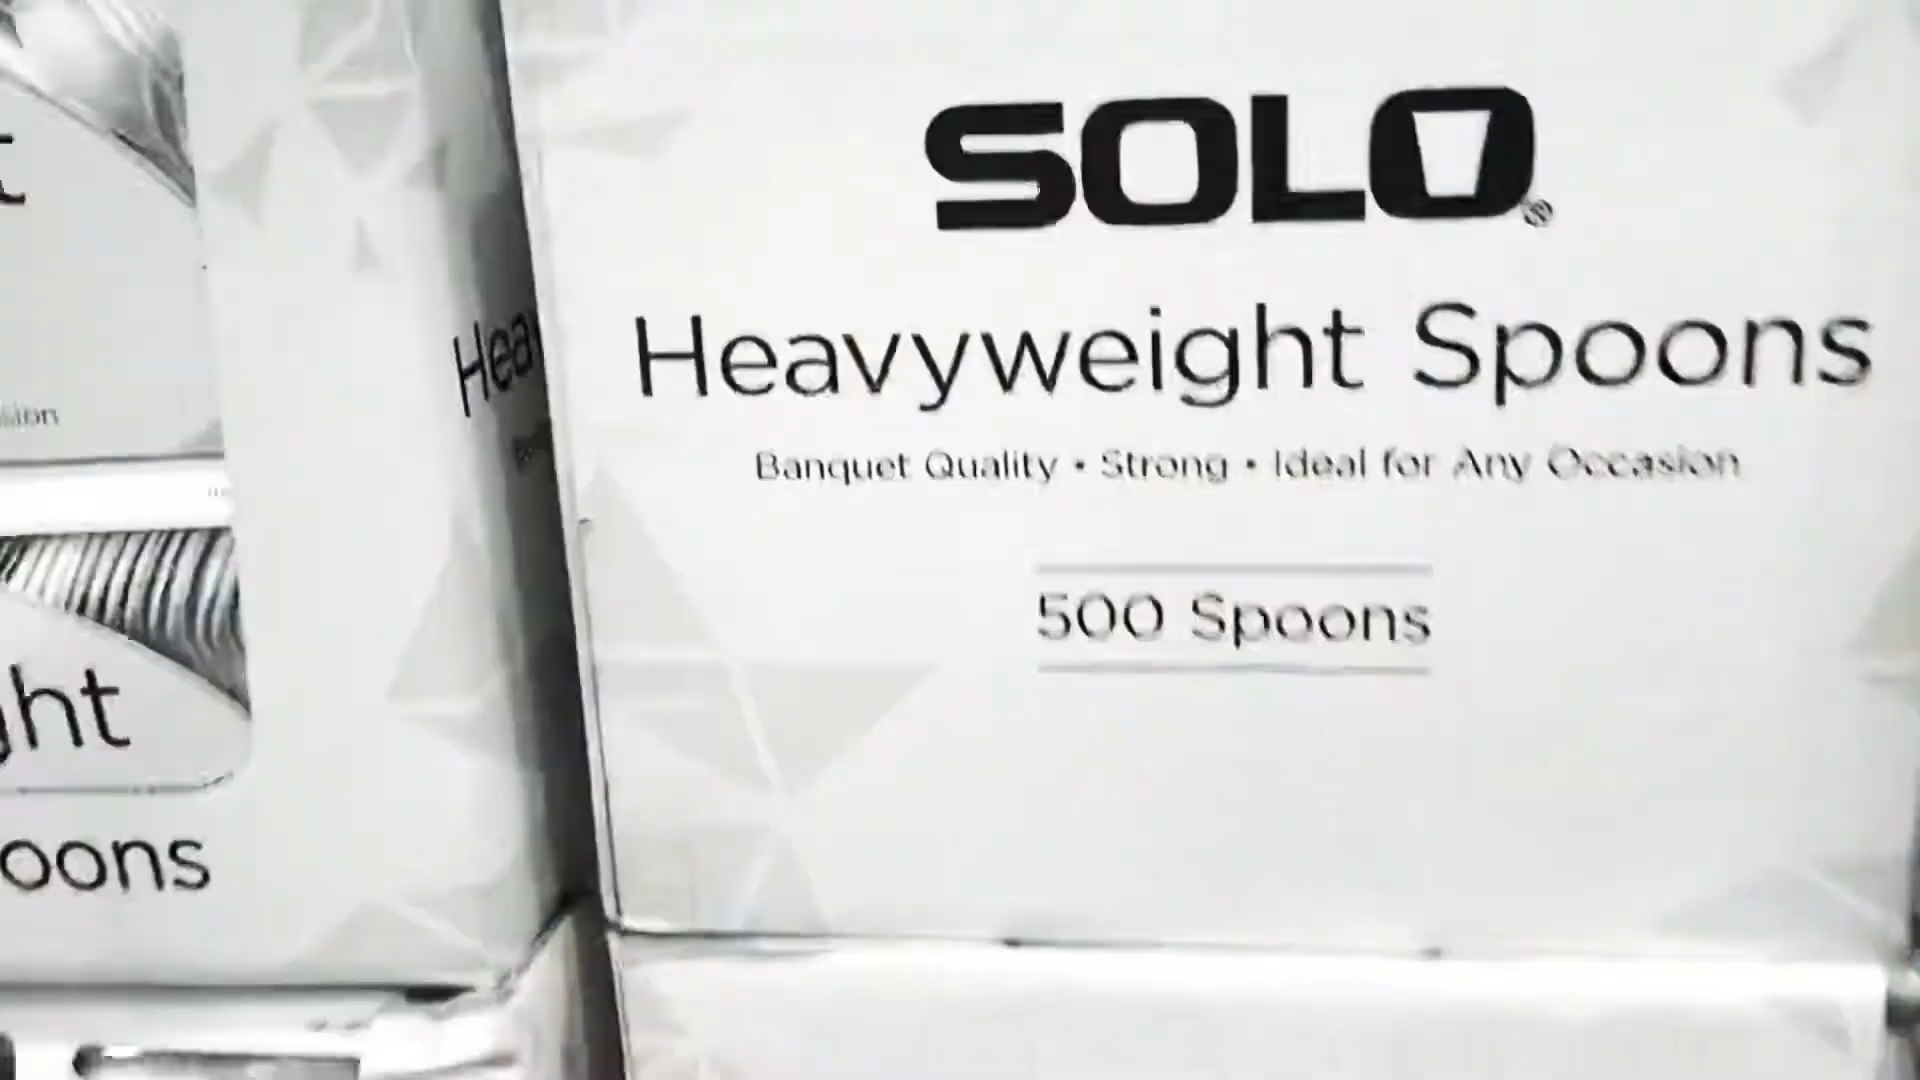 SOLO®
Heavyweight Spoons
Banquet Quality • Strong • Ideal for Any Occasion
500 Spoons
Hea
ght
oons